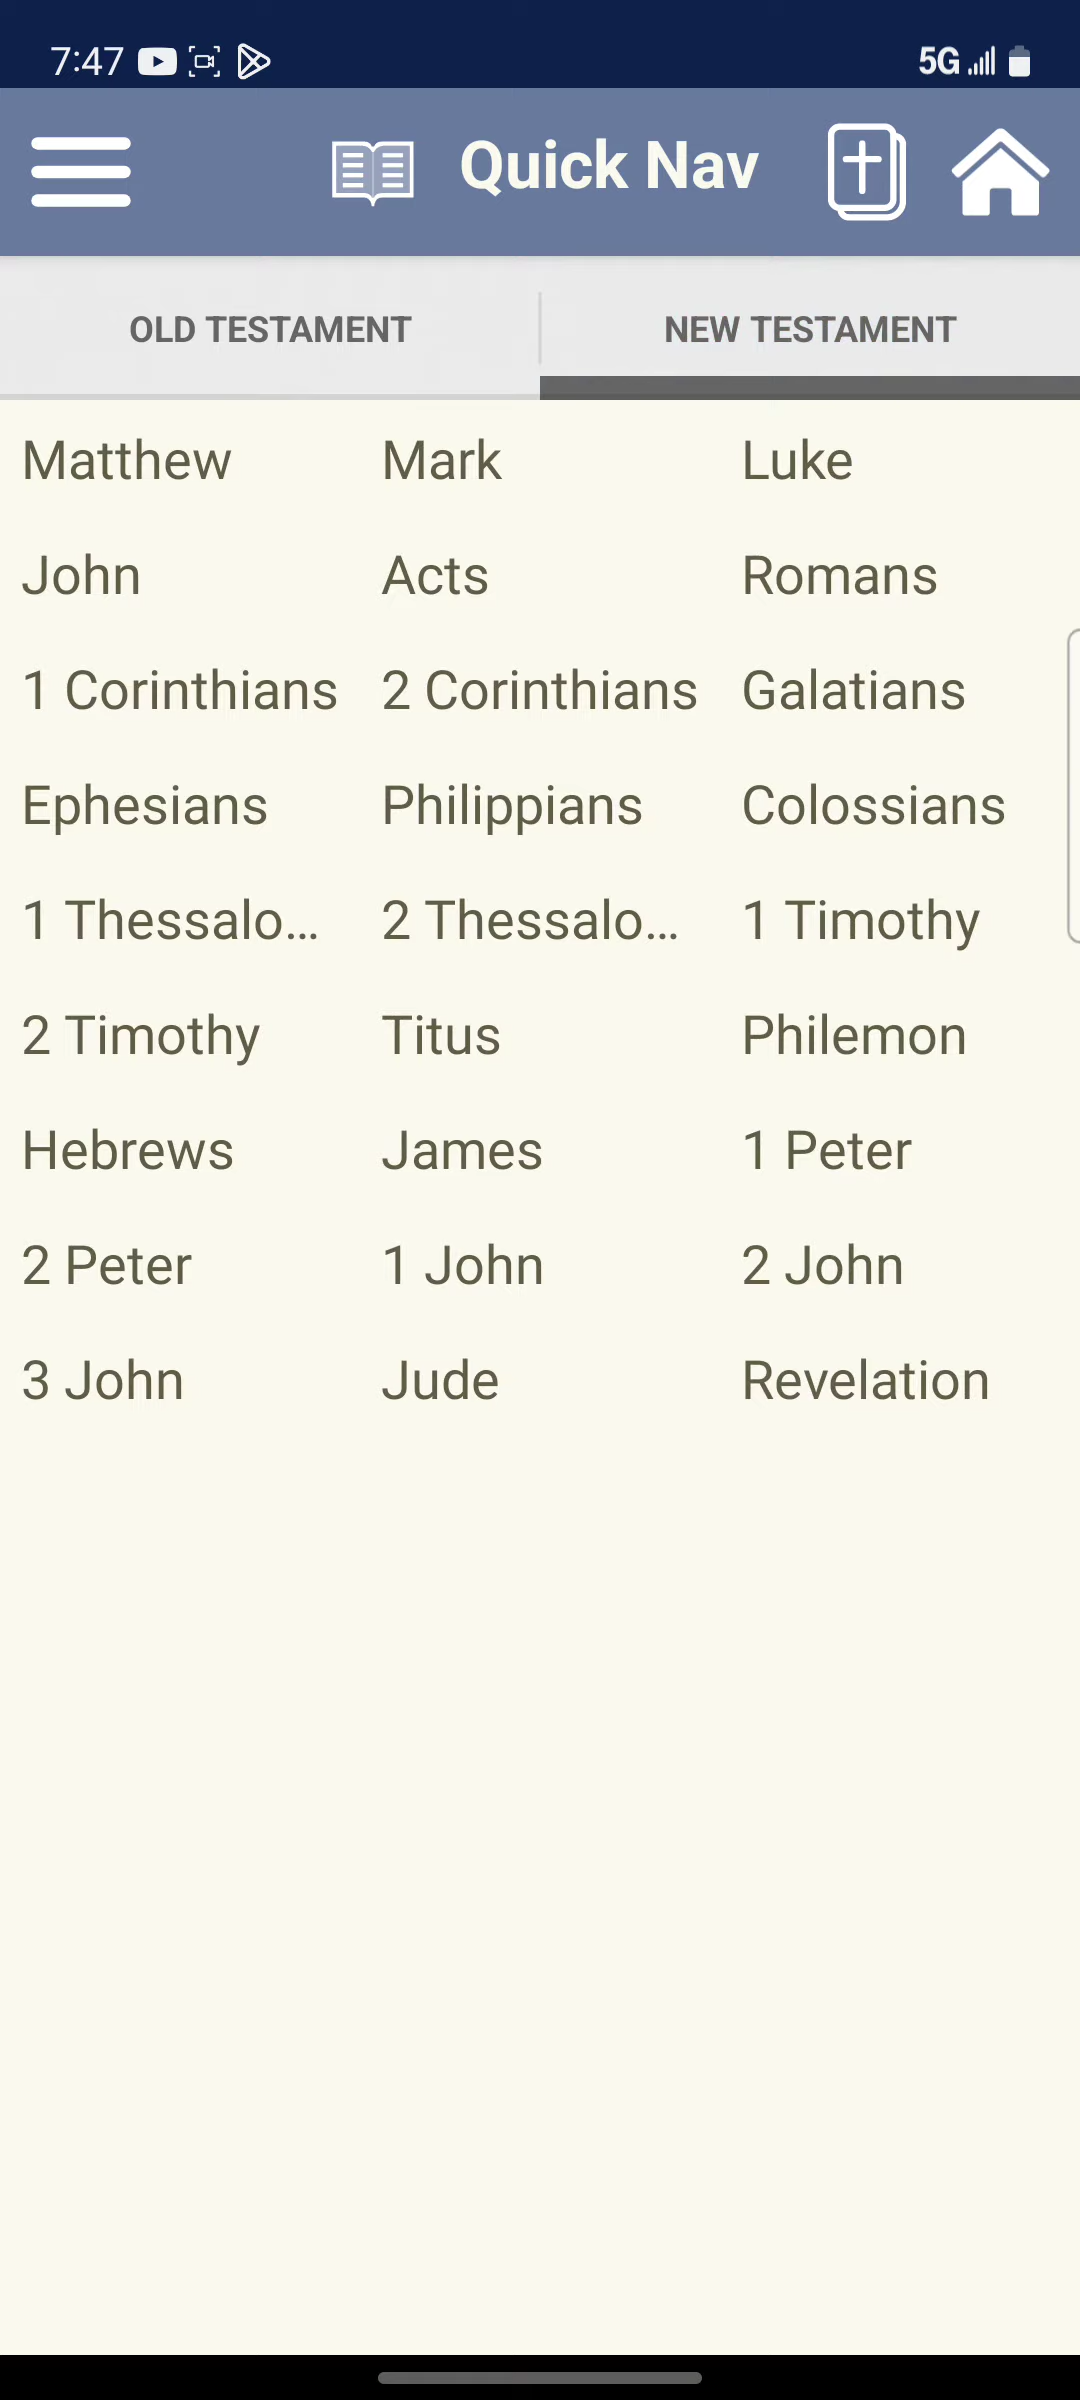 7:47 5G
Quick Nav
OLD TESTAMENT NEW TESTAMENT
Matthew Mark Luke
John Acts Romans
1 Corinthians 2 Corinthians Galatians
Ephesians Philippians Colossians
1 Thessalo... 2 Thessalo... 1 Timothy
2 Timothy Titus Philemon
Hebrews James 1 Peter
2 Peter 1 John 2 John
3 John Jude Revelation